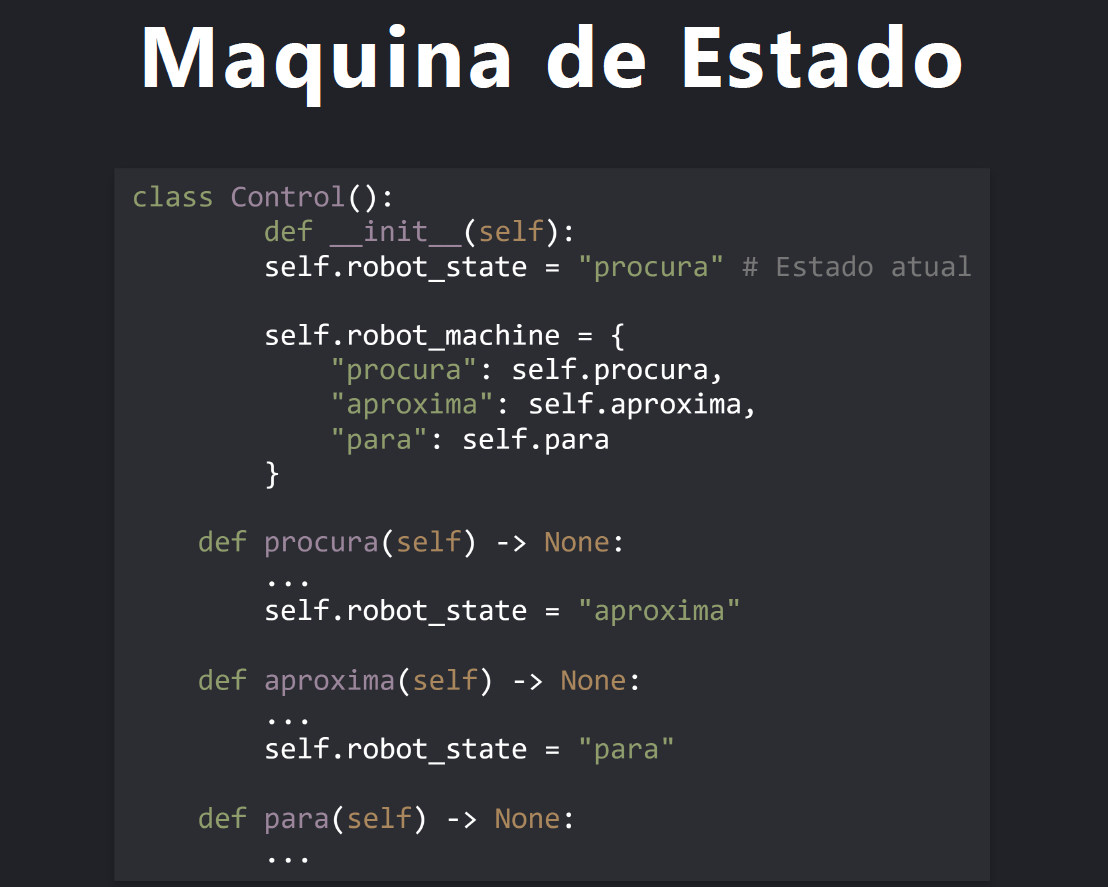 Maquina de Estado
class Control():
        def __init__(self):
        self.robot_state = "procura" # Estado atual

        self.robot_machine = {
            "procura": self.procura,
            "aproxima": self.aproxima,
            "para": self.para
        }

    def procura(self) -> None:
        ...
        self.robot_state = "aproxima"

    def aproxima(self) -> None:
        ...
        self.robot_state = "para"

    def para(self) -> None:
        ...